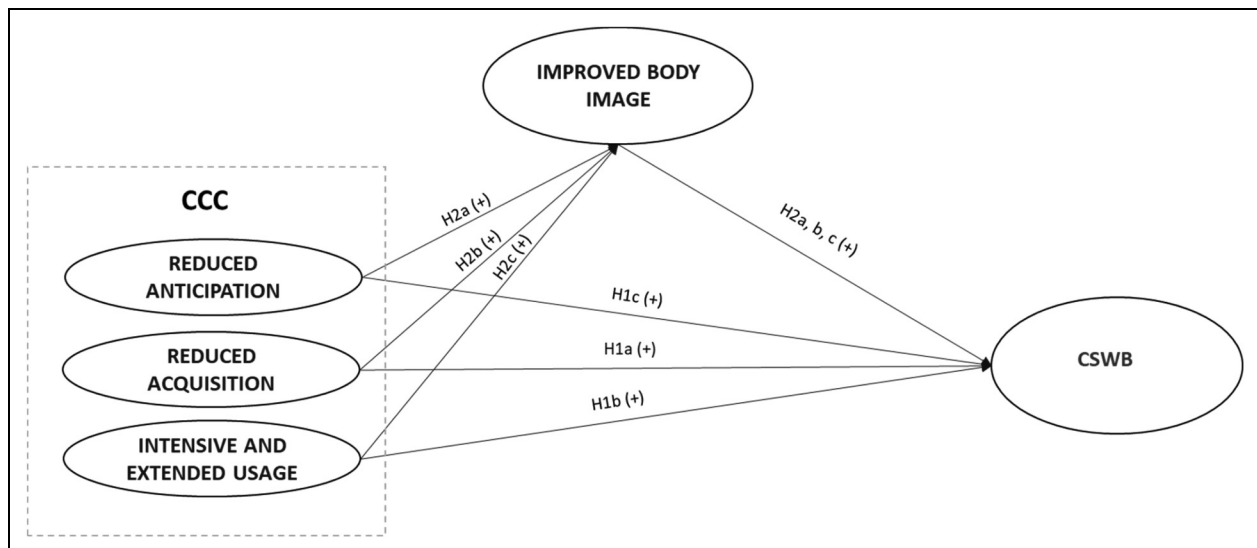 IMPROVED BODY
IMAGE
CCC
REDUCED
ANTICIPATION
REDUCED
ACQUISITION
INTENSIVE AND
EXTENDED USAGE
H2a (+)
H2b (+)
H2c (+)
H2a, b, c (+)
H1c (+)
H1a (+)
H1b (+)
CSWB